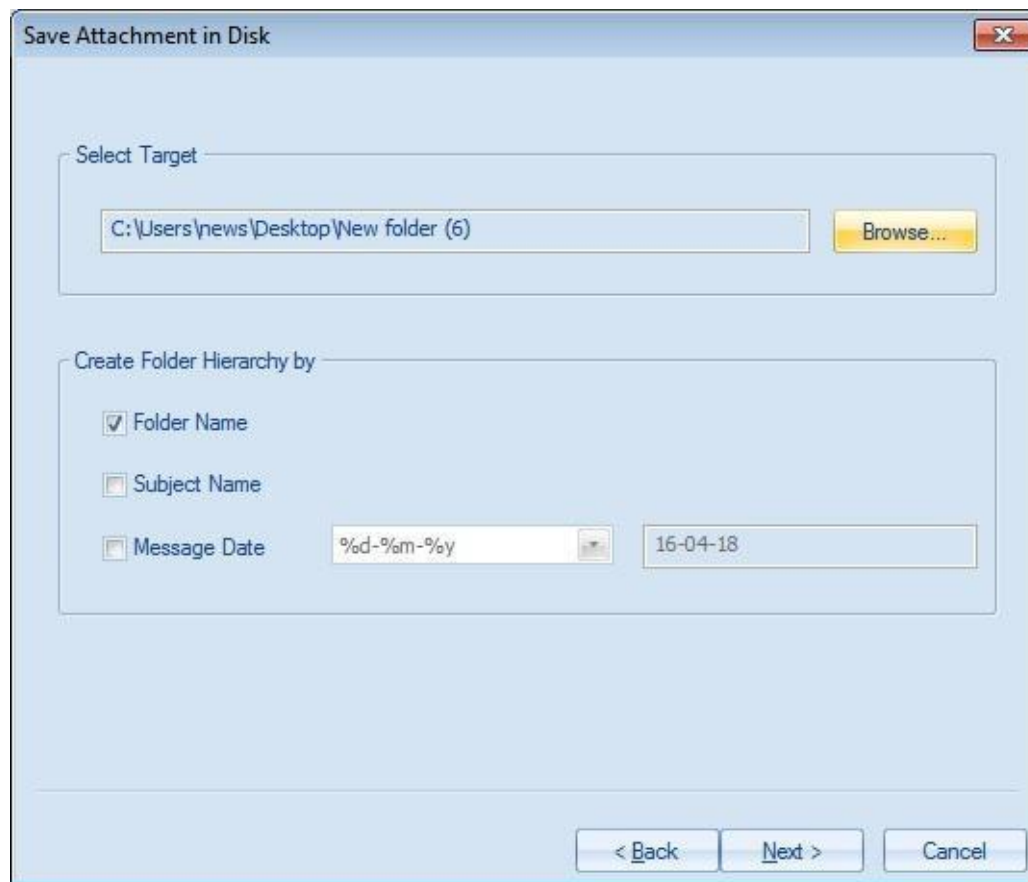 Save Attachment in Disk
Select Target
C:\Users\news\Desktop\New folder (6)
Browse...
Create Folder Hierarchy by
Folder Name
Subject Name
Message Date %d-%m-%y 16-04-18
< Back Next > Cancel